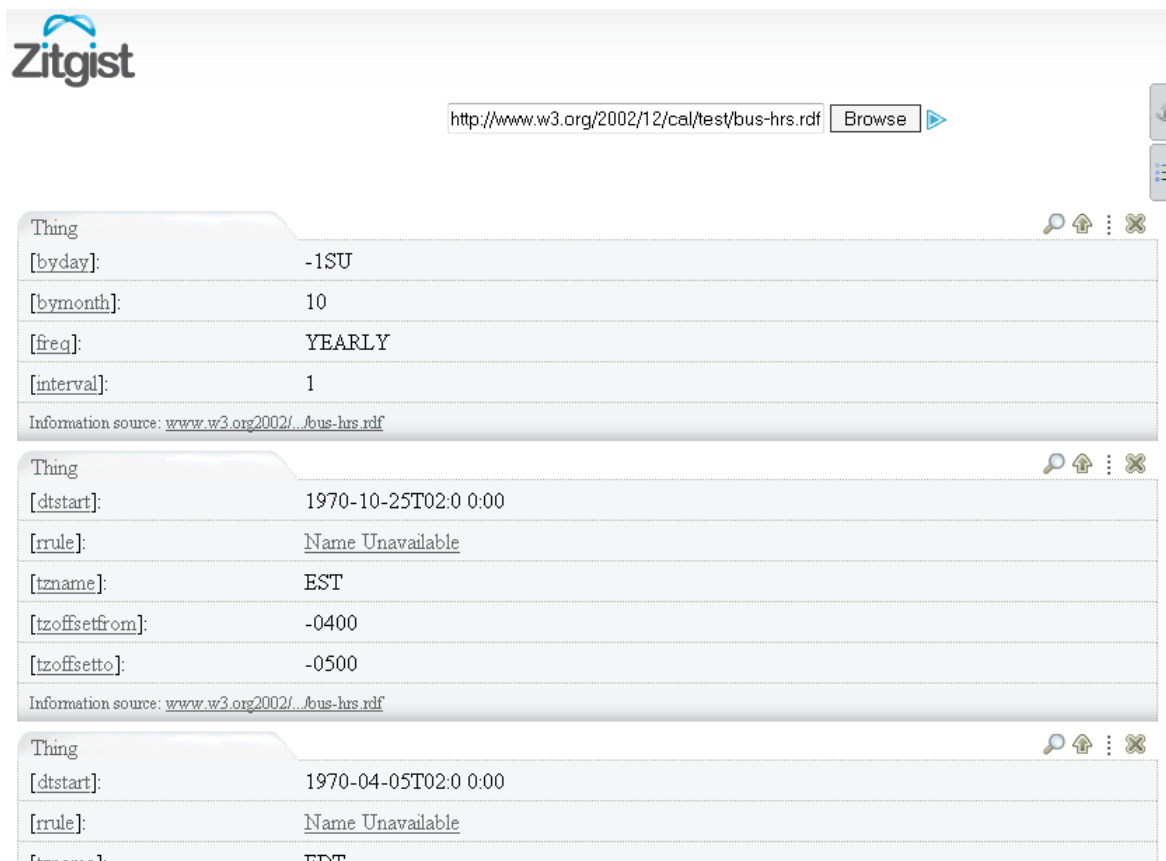 Zitgist
http://www.w3.org/2002/12/cal/test/bus-hrs.rdf Browse
Thing
[byday]: -1SU
[bymonth]: 10
[freq]: YEARLY
[interval]: 1
Information source: www.w3.org2002/.../bus-hrs.rdf
Thing
[dtstart]: 1970-10-25T02:0 0:00
[rrule]: Name Unavailable
[tzname]: EST
[tzoffsetfrom]: -0400
[tzoffsetto]: -0500
Information source: www.w3.org2002/.../bus-hrs.rdf
Thing
[dtstart]: 1970-04-05T02:0 0:00
[rrule]: Name Unavailable
[tzname]: EDT